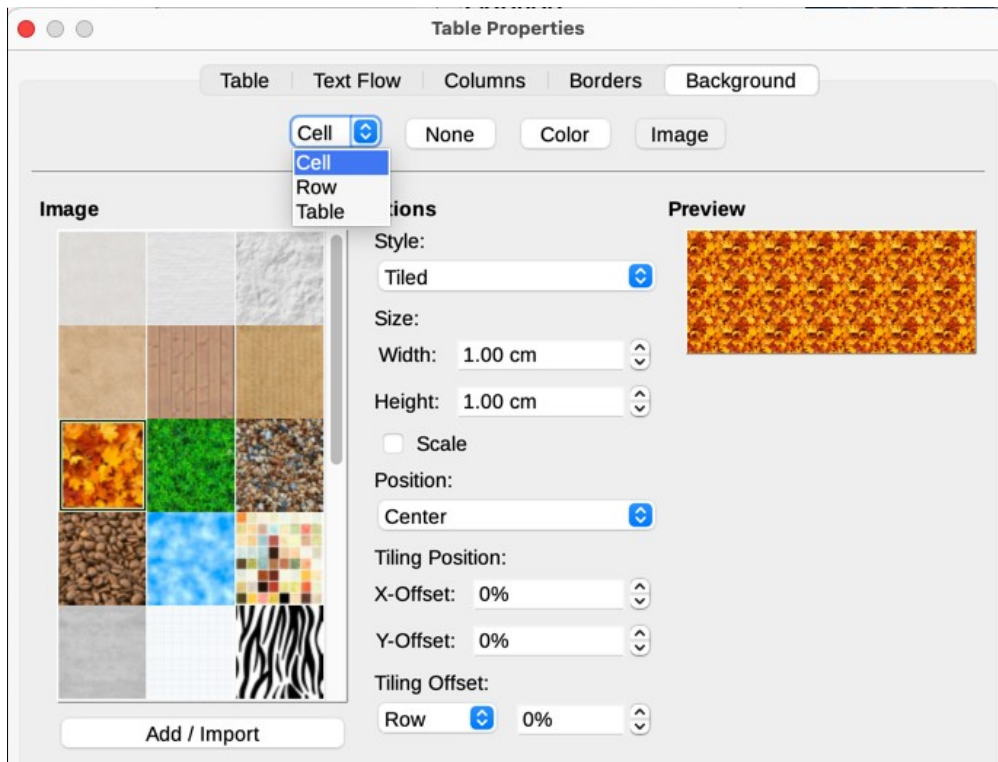 Table Properties
Table Text Flow Columns Borders Background
Cell None Color Image
Cell
Row
Table
Image
Preview
Style:
Tiled
Size:
Width: 1.00 cm
Height: 1.00 cm
Scale
Position:
Center
Tiling Position:
X-Offset: 0%
Y-Offset: 0%
Tiling Offset:
Row 0%
Add / Import